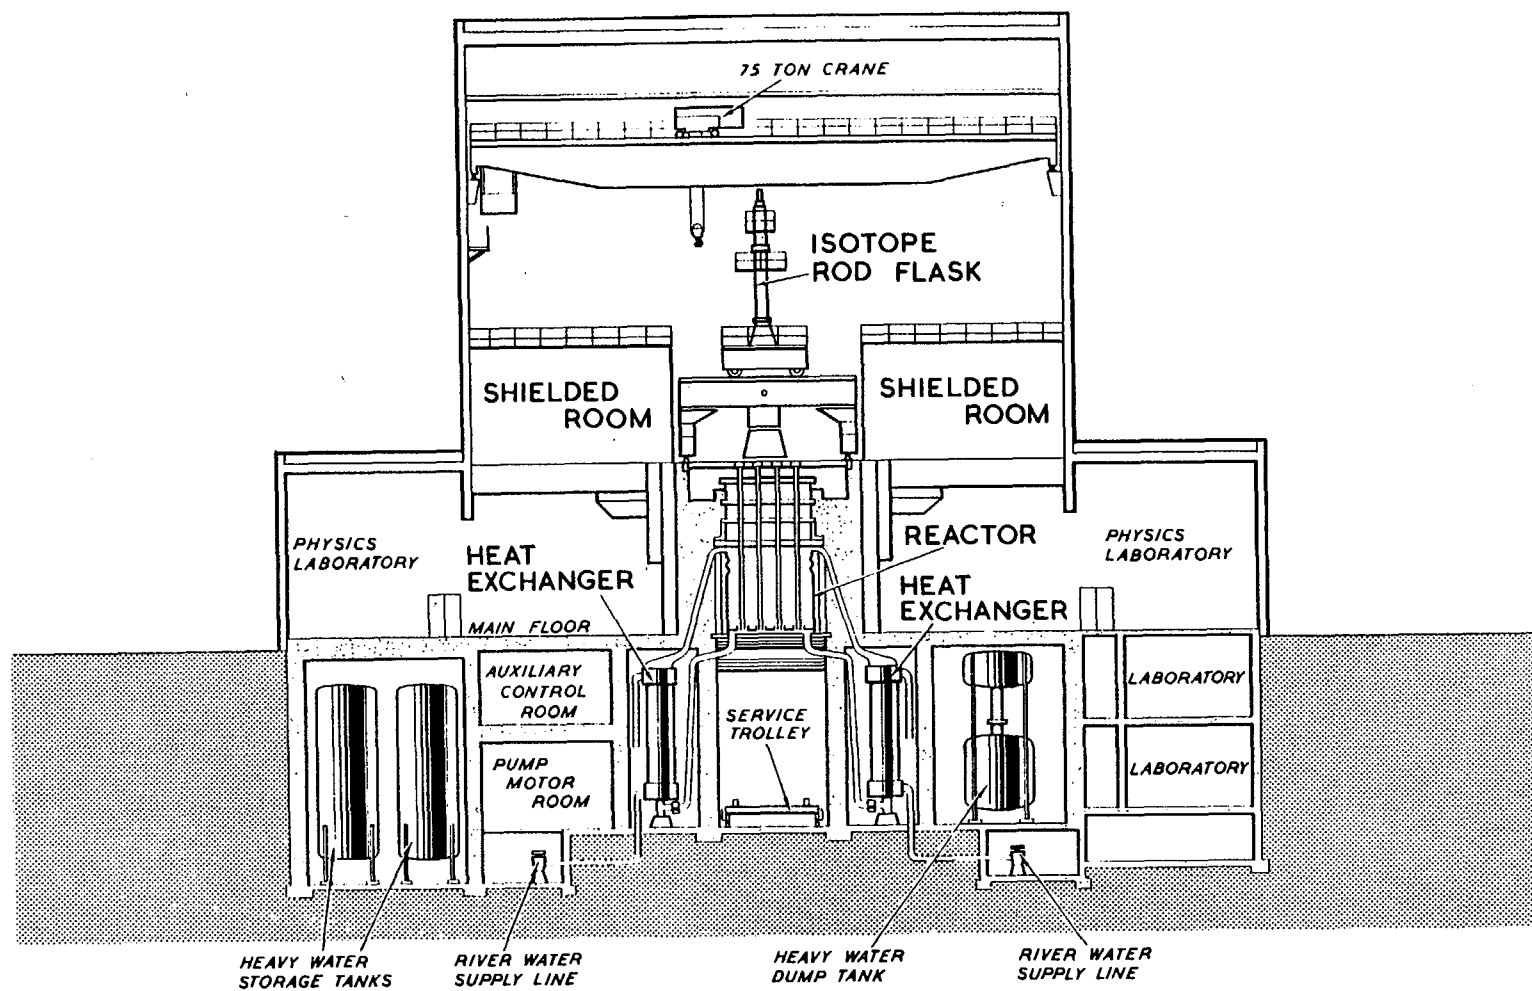 75 TON CRANE
ISOTOPE
ROD FLASK
SHIELDED
ROOM
SHIELDED
ROOM
PHYSICS
LABORATORY
HEAT
EXCHANGER
MAIN FLOOR
REACTOR
HEAT
EXCHANGER
PHYSICS
LABORATORY
AUXILIARY
CONTROL
ROOM
PUMP
MOTOR
ROOM
SERVICE
TROLLEY
LABORATORY
LABORATORY
HEAVY WATER
STORAGE TANKS
RIVER WATER
SUPPLY LINE
HEAVY WATER
DUMP TANK
RIVER WATER
SUPPLY LINE